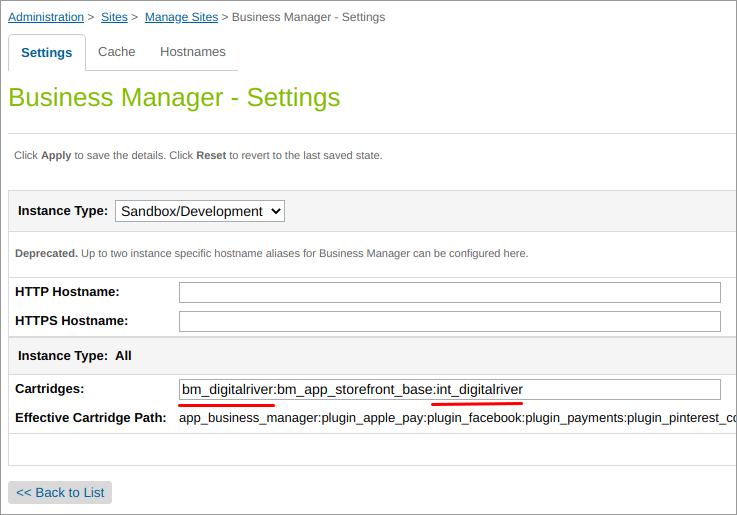 Administration > Sites > Manage Sites > Business Manager - Settings
Settings Cache Hostnames
Business Manager - Settings
Click Apply to save the details. Click Reset to revert to the last saved state.
Instance Type: Sandbox/Development
Deprecated. Up to two instance specific hostname aliases for Business Manager can be configured here.
HTTP Hostname:
HTTPS Hostname:
Instance Type: All
Cartridges: bm_digitalriver:bm_app_storefront_base:int_digitalriver
Effective Cartridge Path: app_business_manager:plugin_apple_pay:plugin_facebook:plugin_payments:plugin_pinterest_co
<< Back to List